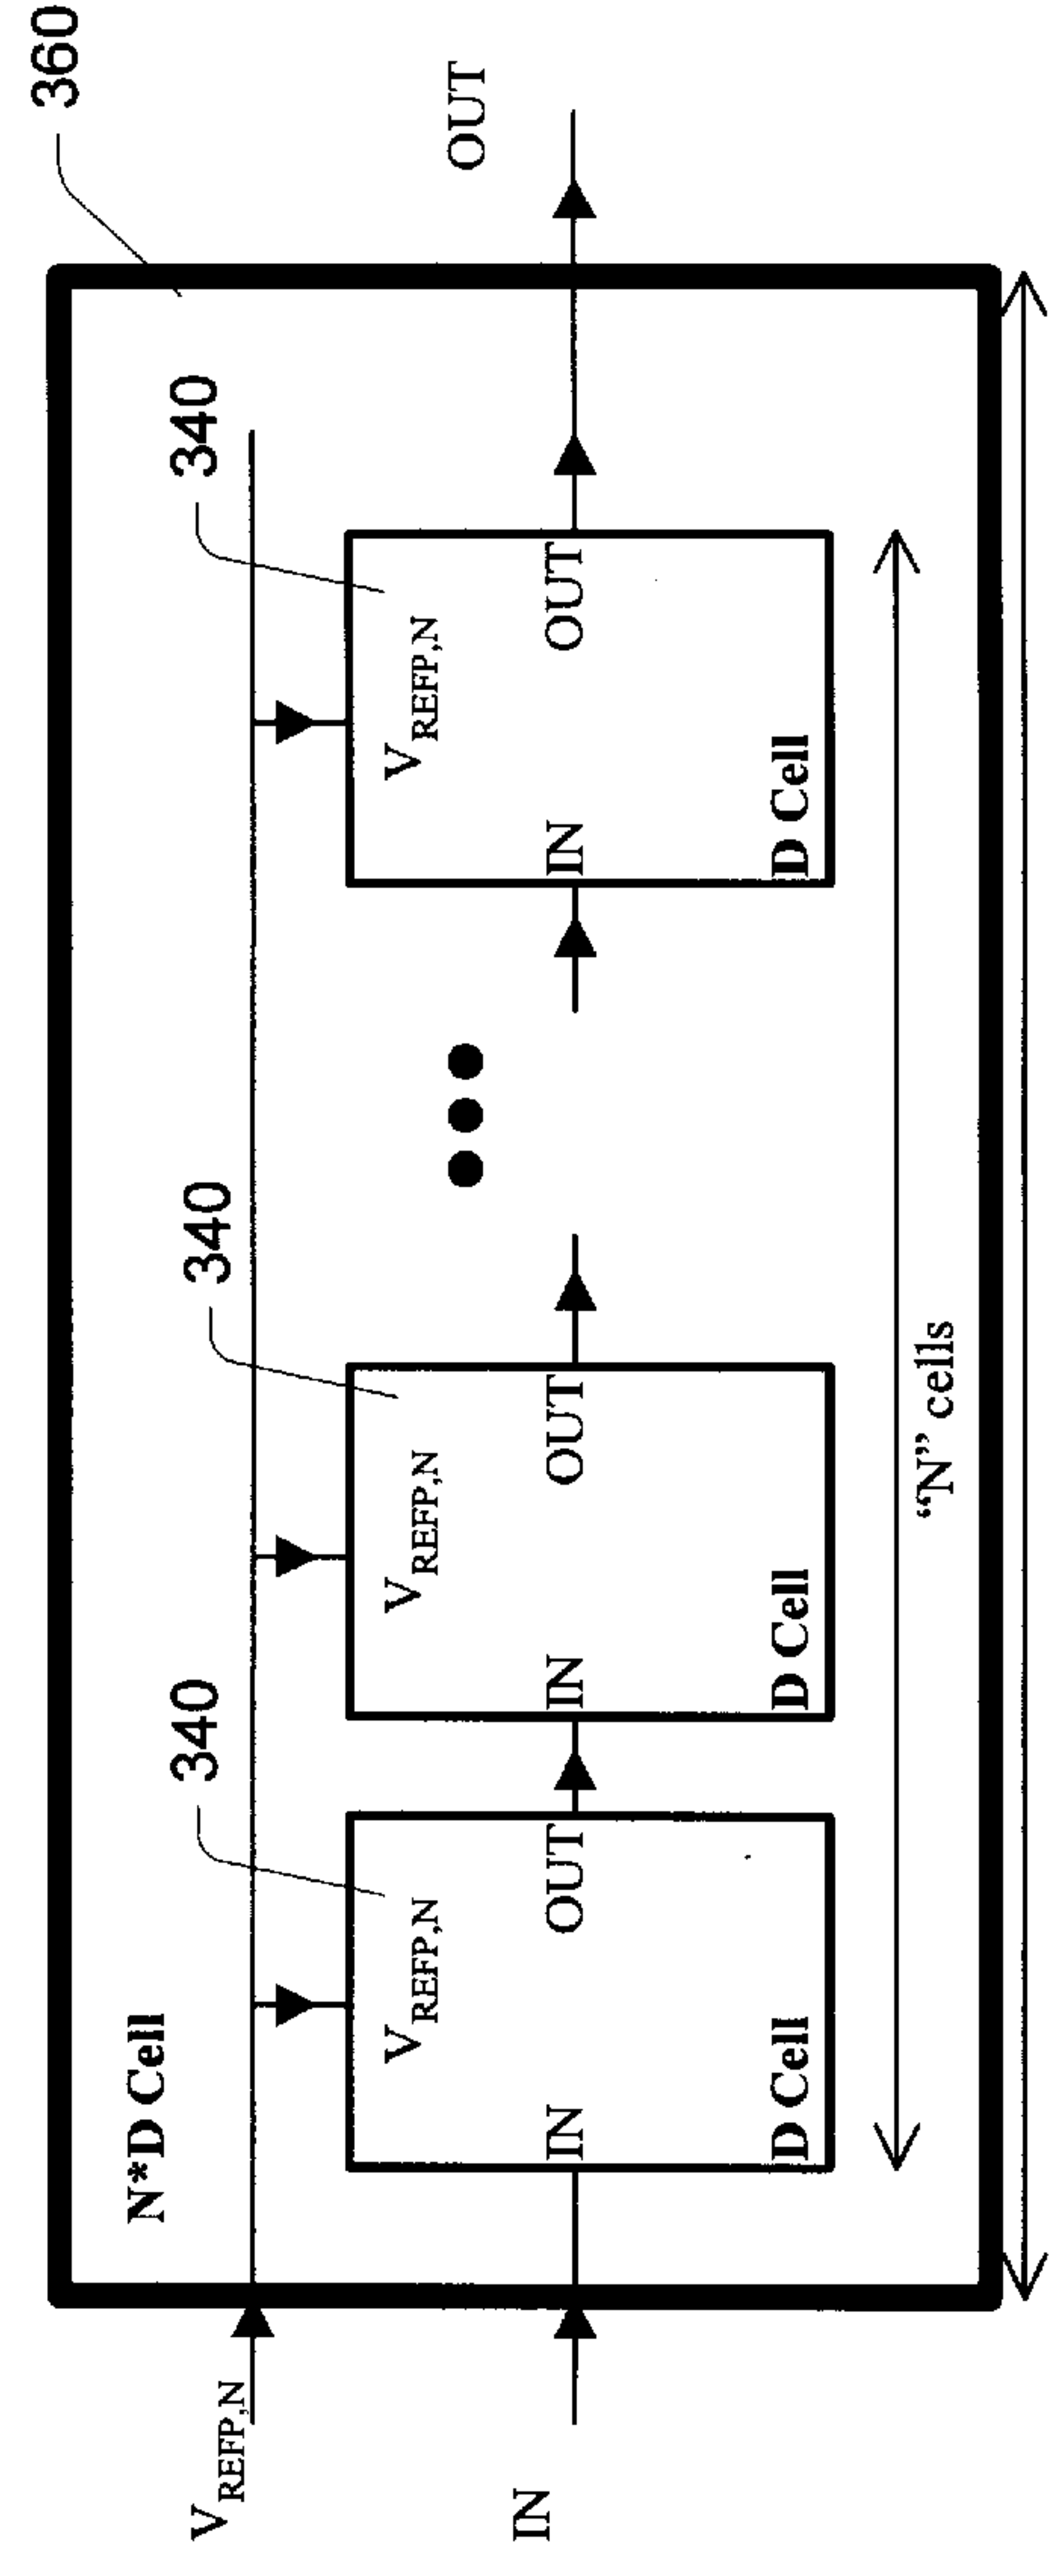 360
N*D Cell
340
340
340
V_REFP,N
V_REFP,N
V_REFP,N
V_REFP,N
IN
IN
OUT
IN
OUT
IN
OUT
OUT
D Cell
D Cell
D Cell
“N” cells